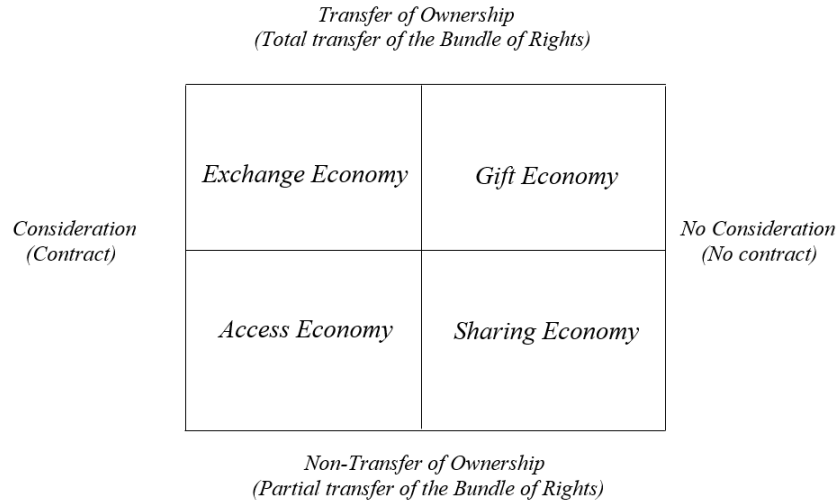 Transfer of Ownership
(Total transfer of the Bundle of Rights)
Exchange Economy
Gift Economy
Consideration
(Contract)
No Consideration
(No contract)
Access Economy
Sharing Economy
Non-Transfer of Ownership
(Partial transfer of the Bundle of Rights)